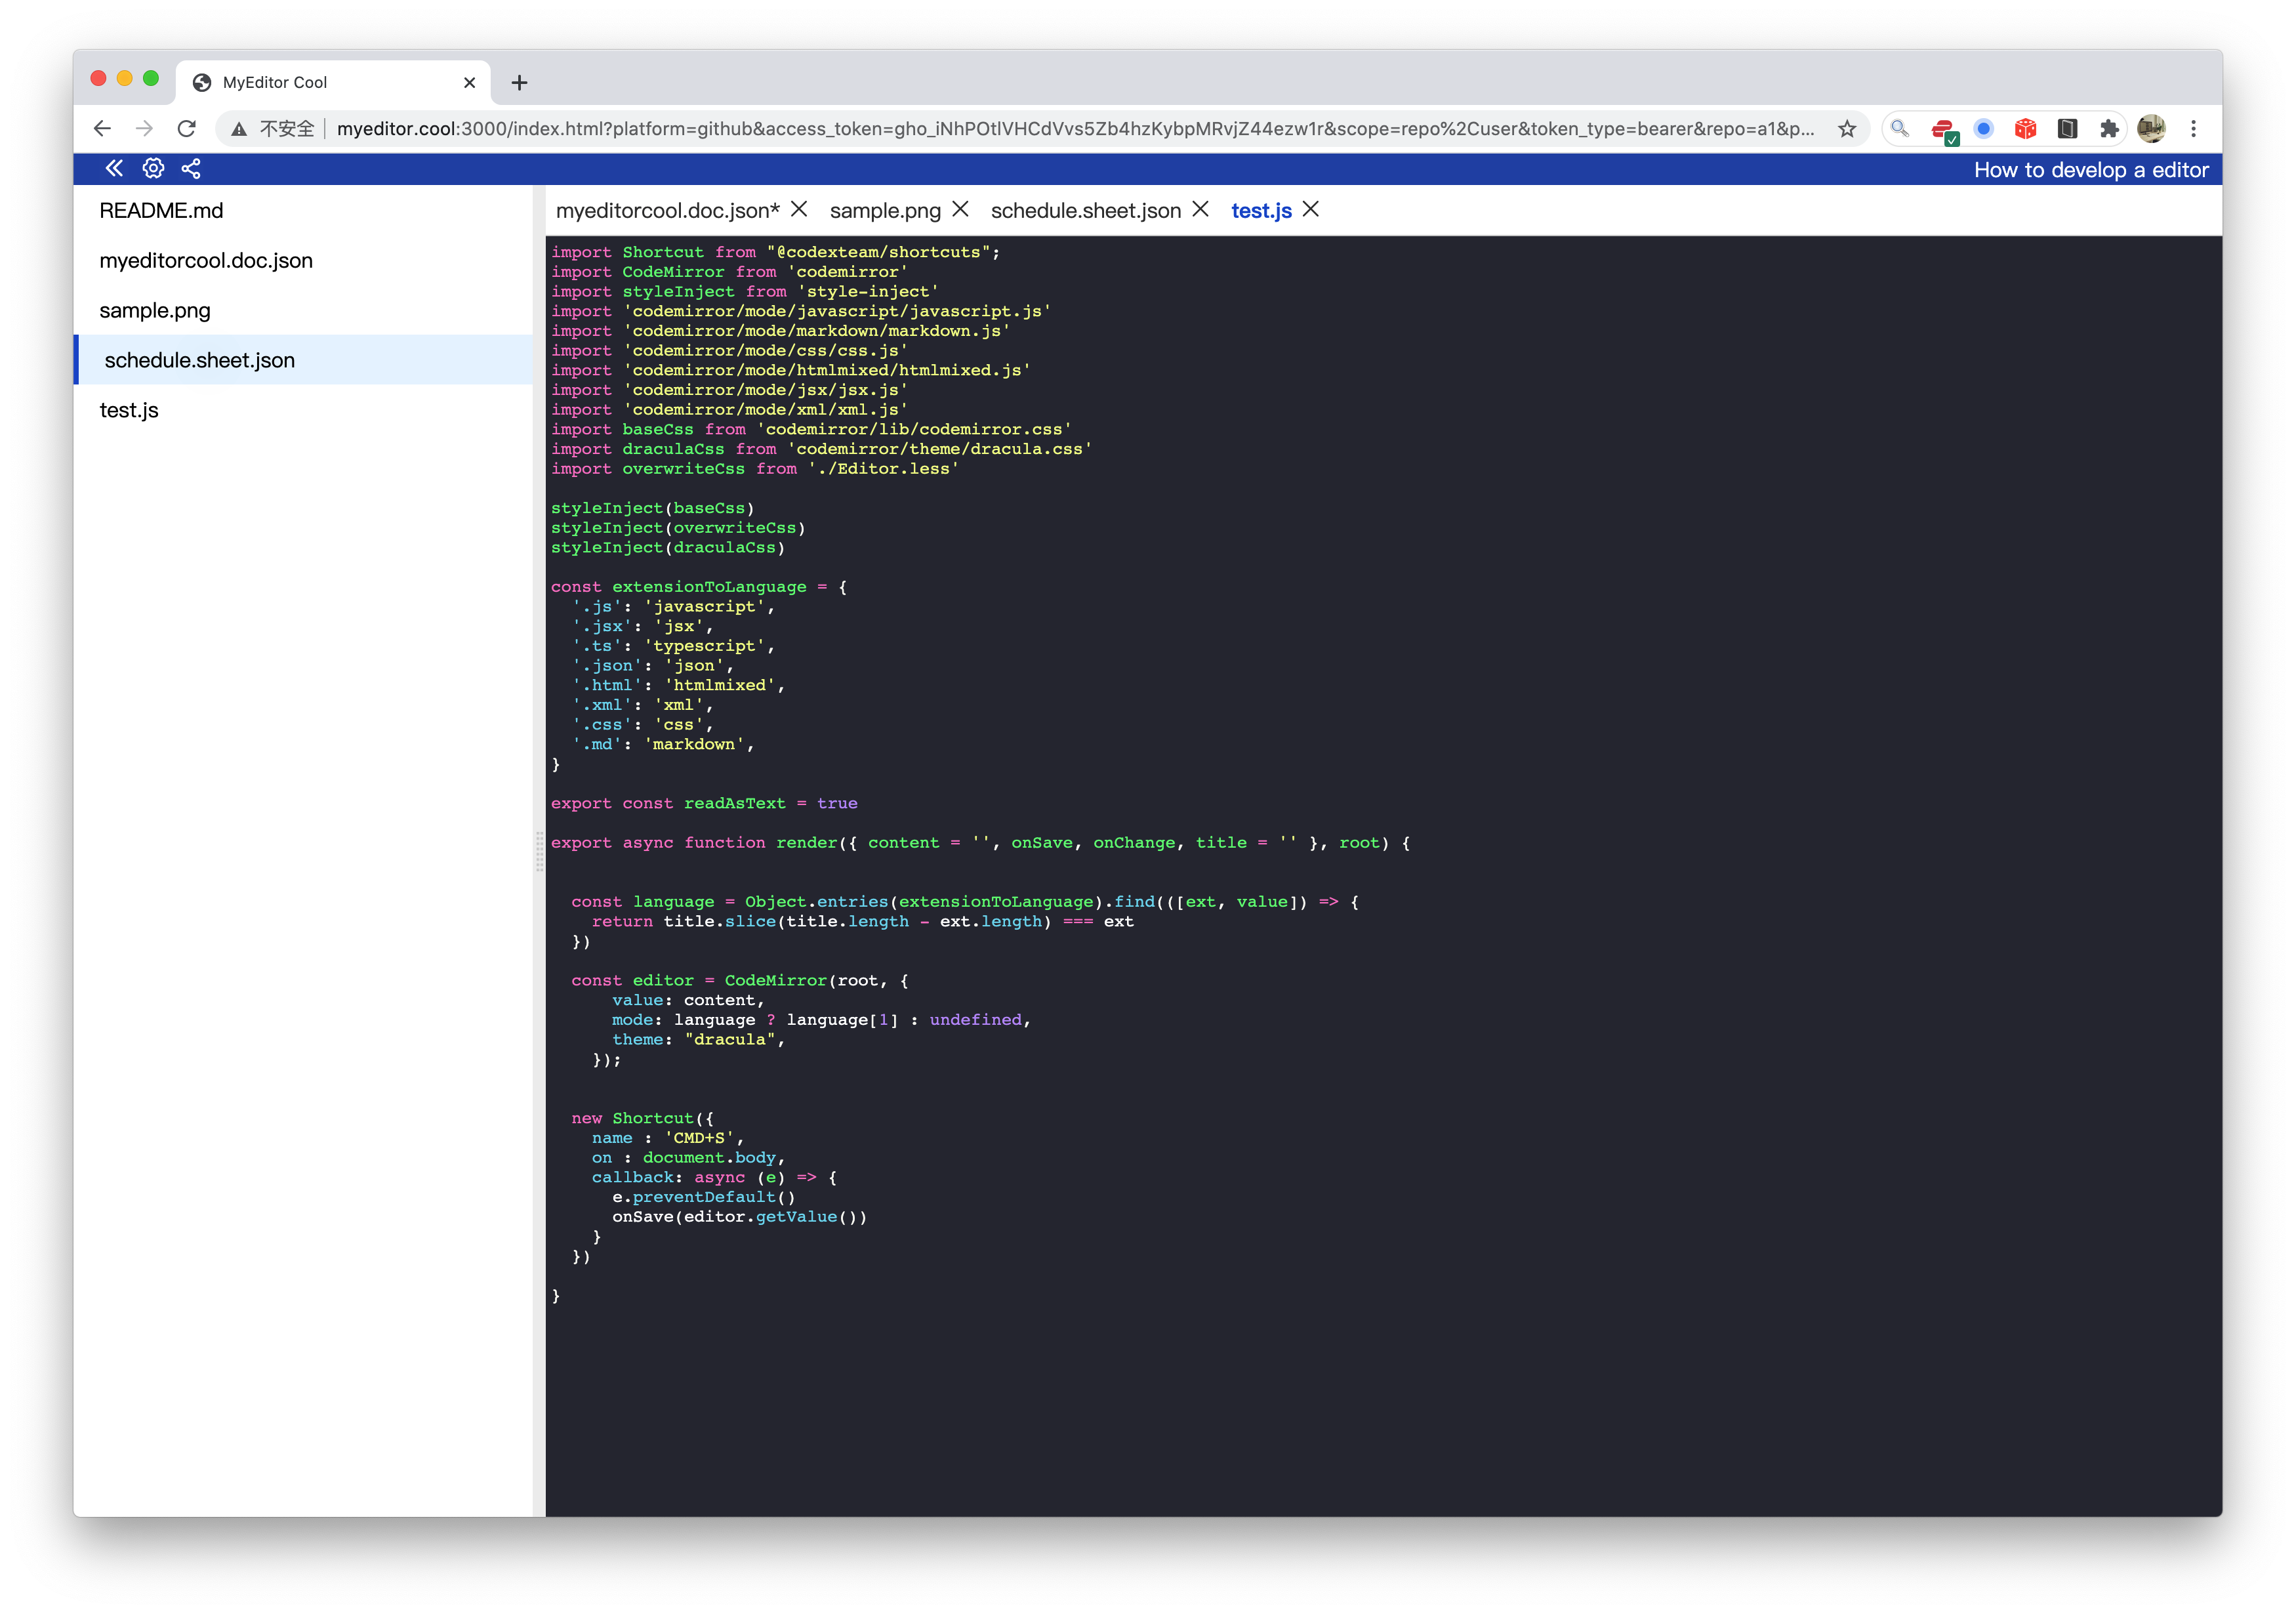 MyEditor Cool
不安全 myeditor.cool:3000/index.html?platform=github&access_token=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&scope=repo%2Cuser&token_type=bearer&repo=a1&p...
How to develop a editor
README.md
myeditorcool.doc.json
sample.png
schedule.sheet.json
test.js
myeditorcool.doc.json* sample.png schedule.sheet.json test.js
import Shortcut from "@codexteam/shortcuts";
import CodeMirror from 'codemirror'
import styleInject from 'style-inject'
import 'codemirror/mode/javascript/javascript.js'
import 'codemirror/mode/markdown/markdown.js'
import 'codemirror/mode/css/css.js'
import 'codemirror/mode/htmlmixed/htmlmixed.js'
import 'codemirror/mode/jsx/jsx.js'
import 'codemirror/mode/xml/xml.js'
import baseCss from 'codemirror/lib/codemirror.css'
import draculaCss from 'codemirror/theme/dracula.css'
import overwriteCss from './Editor.less'
styleInject(baseCss)
styleInject(overwriteCss)
styleInject(draculaCss)
const extensionToLanguage = {
  '.js': 'javascript',
  '.jsx': 'jsx',
  '.ts': 'typescript',
  '.json': 'json',
  '.html': 'htmlmixed',
  '.xml': 'xml',
  '.css': 'css',
  '.md': 'markdown',
}
export const readAsText = true
export async function render({ content = '', onSave, onChange, title = '' }, root) {
  const language = Object.entries(extensionToLanguage).find(([ext, value]) => {
    return title.slice(title.length - ext.length) === ext
  })
  const editor = CodeMirror(root, {
      value: content,
      mode: language ? language[1] : undefined,
      theme: "dracula",
    });
  new Shortcut({
    name : 'CMD+S',
    on : document.body,
    callback: async (e) => {
      e.preventDefault()
      onSave(editor.getValue())
    }
  })
}